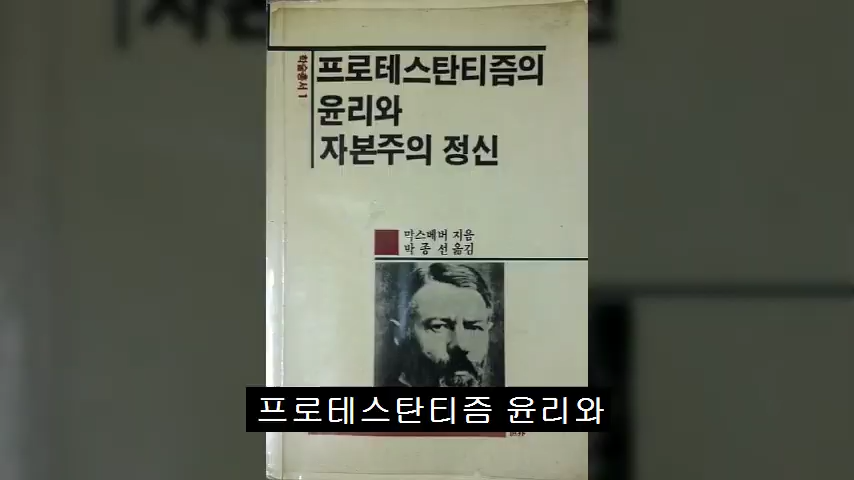 학술총서 1
프로테스탄티즘의
윤리와
자본주의 정신
막스베버 지음
박종선 옮김
프로테스탄티즘 윤리와